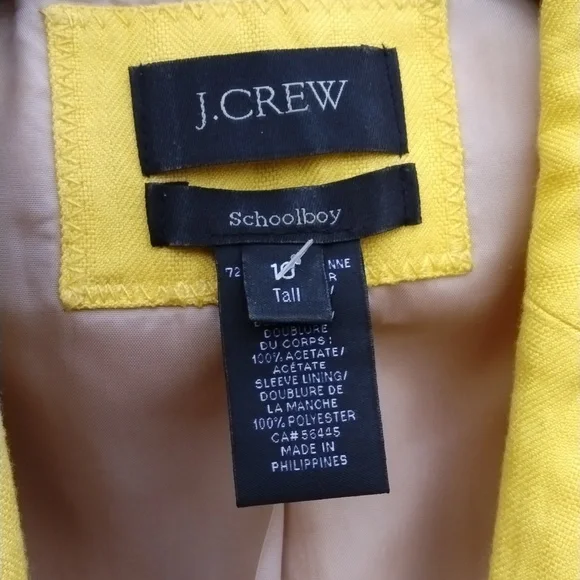 J.CREW
Schoolboy
Tall
72
DOUBLURE
DU CORPS:
100% ACETATE/
ACÉTATE
SLEEVE LINING/
DOUBLURE DE
LA MANCHE
100% POLYESTER
CA#56445
MADE IN
PHILIPPINES